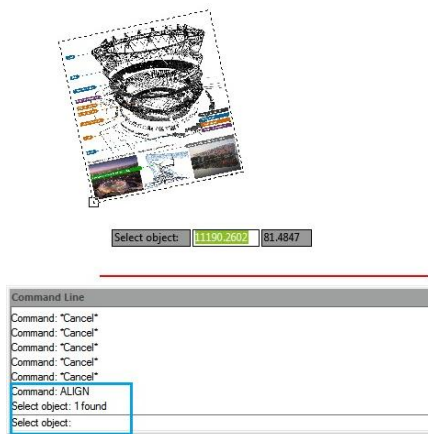 Select object: 11190.2602 81.4847
Command Line
Command: *Cancel*
Command: *Cancel*
Command: *Cancel*
Command: *Cancel*
Command: *Cancel*
Command: ALIGN
Select object: 1 found
Select object: